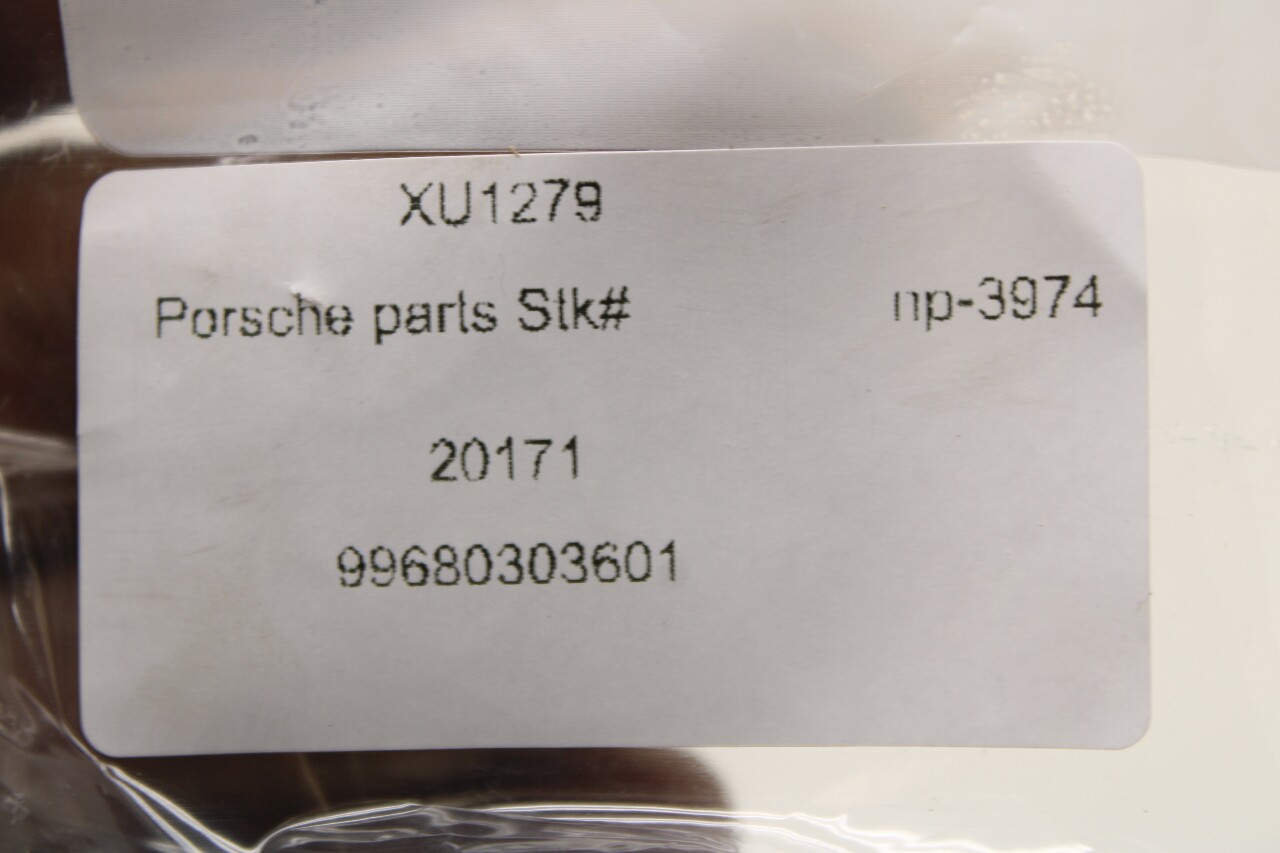 XU1279
Porsche parts Stk# np-3974
20171
99680303601